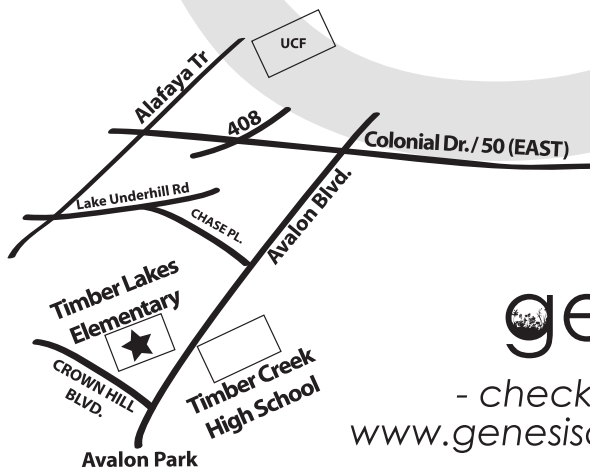 UCF
Alafaya Tr
408
Colonial Dr. / 50 (EAST)
Lake Underhill Rd
CHASE PL.
Avalon Blvd.
Timber Lakes
Elementary
CROWN HILL
BLVD.
Timber Creek
High School
Avalon Park
ge
- check
www.genesis